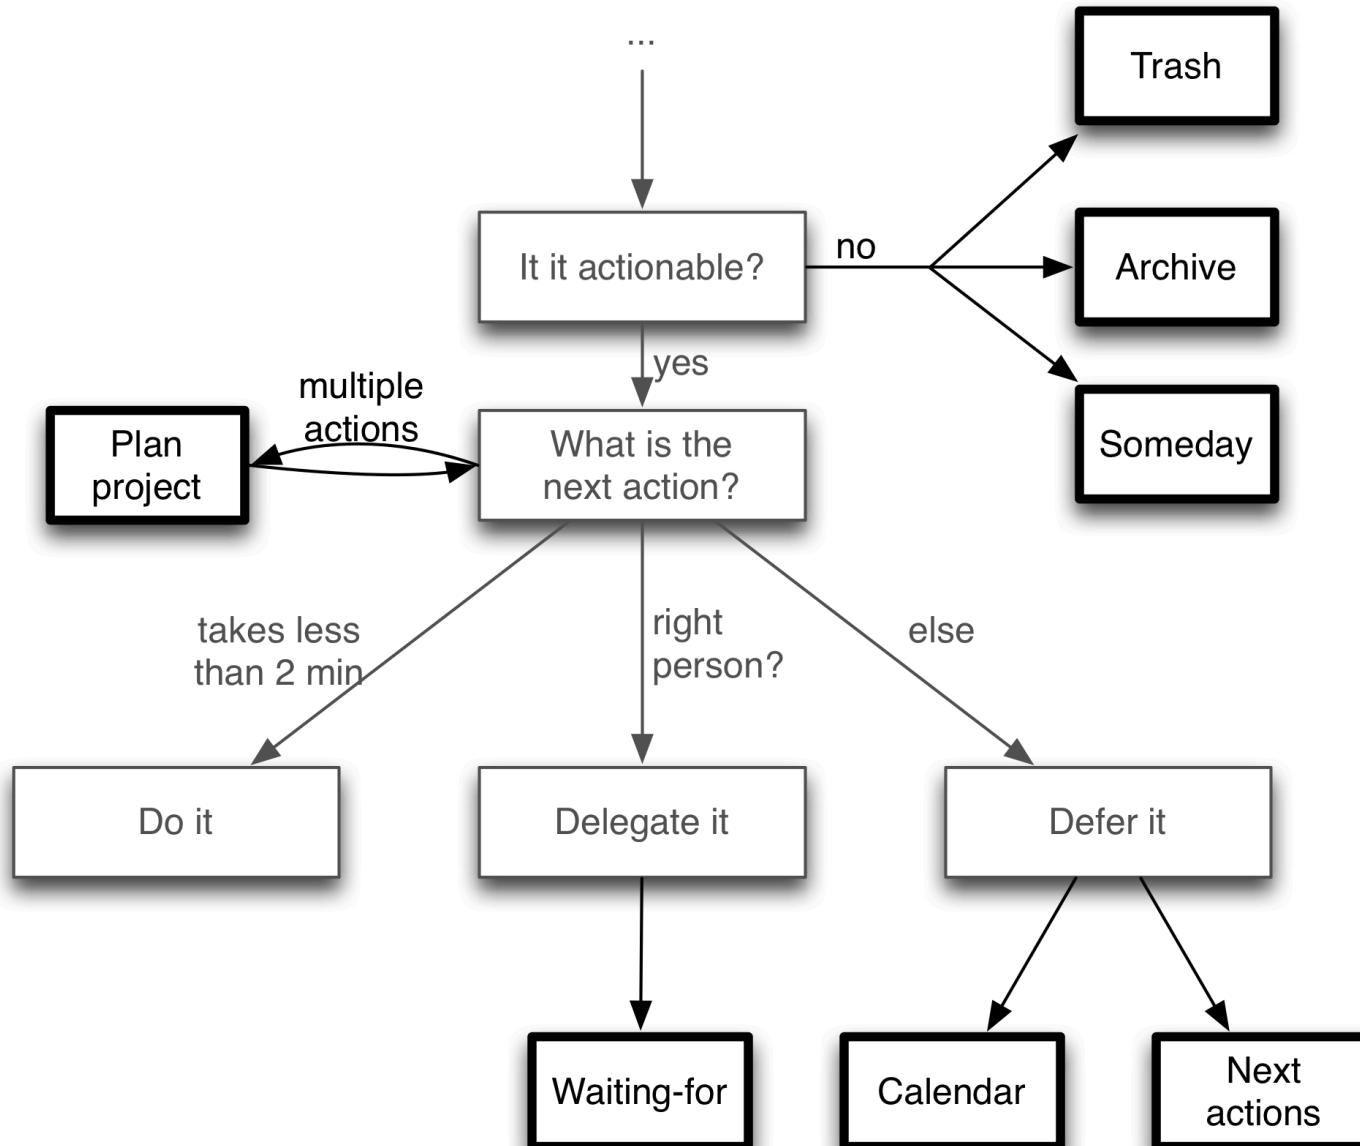 ...
Trash
It it actionable?
no
Archive
yes
multiple
actions
Someday
Plan
project
What is the
next action?
takes less
than 2 min
right
person?
else
Do it
Delegate it
Defer it
Waiting-for
Calendar
Next
actions